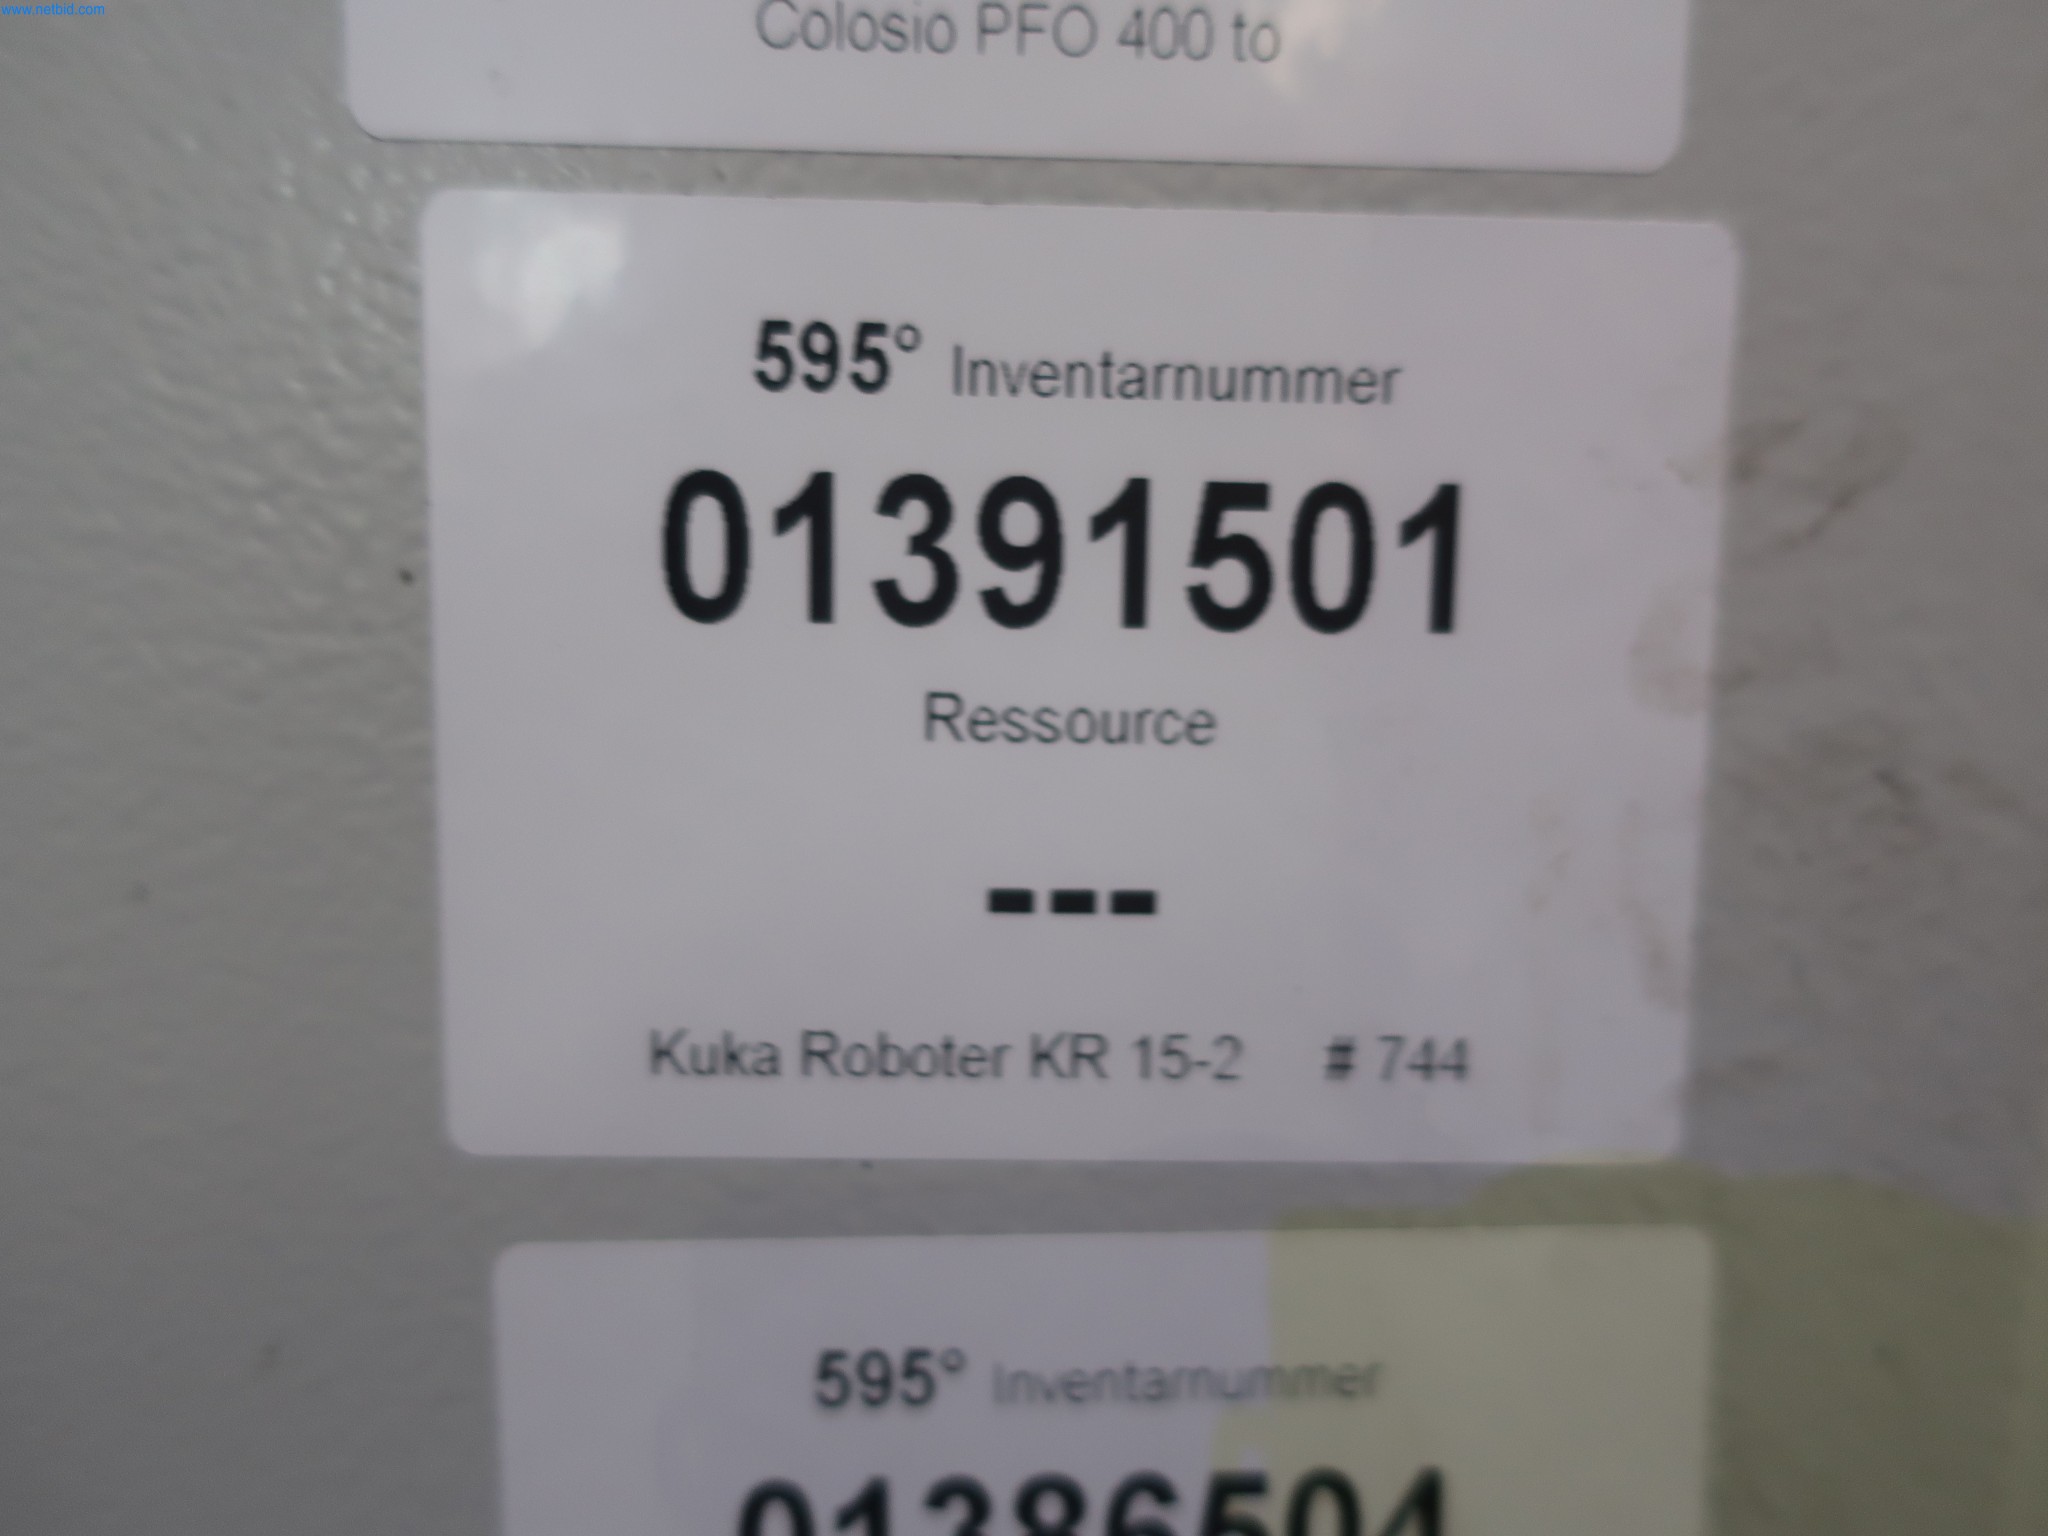 www.netbid.com
Colosio PFO 400 to
595° Inventarnummer
01391501
Ressource
---
Kuka Roboter KR 15-2 # 744
595° Inventarnummer
01386504